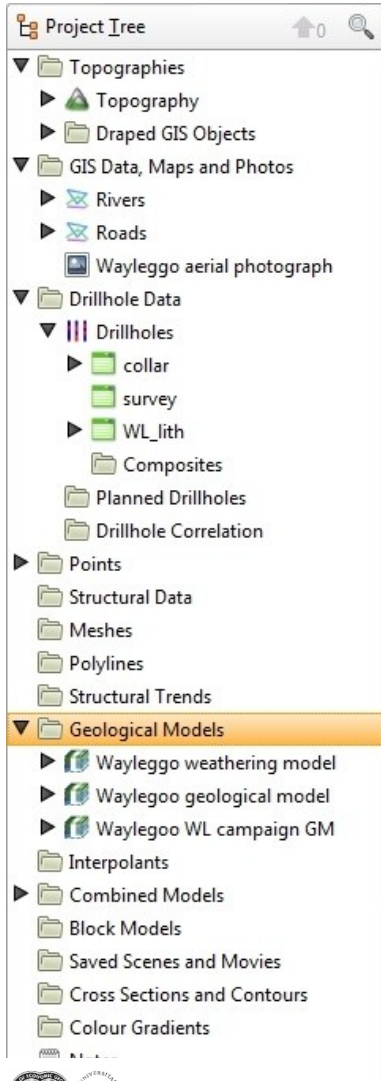 Project Tree 0
Topographies
Topography
Draped GIS Objects
GIS Data, Maps and Photos
Rivers
Roads
Wayleggo aerial photograph
Drillhole Data
Drillholes
collar
survey
WL_lith
Composites
Planned Drillholes
Drillhole Correlation
Points
Structural Data
Meshes
Polylines
Structural Trends
Geological Models
Wayleggo weathering model
Waylegoo geological model
Waylegoo WL campaign GM
Interpolants
Combined Models
Block Models
Saved Scenes and Movies
Cross Sections and Contours
Colour Gradients